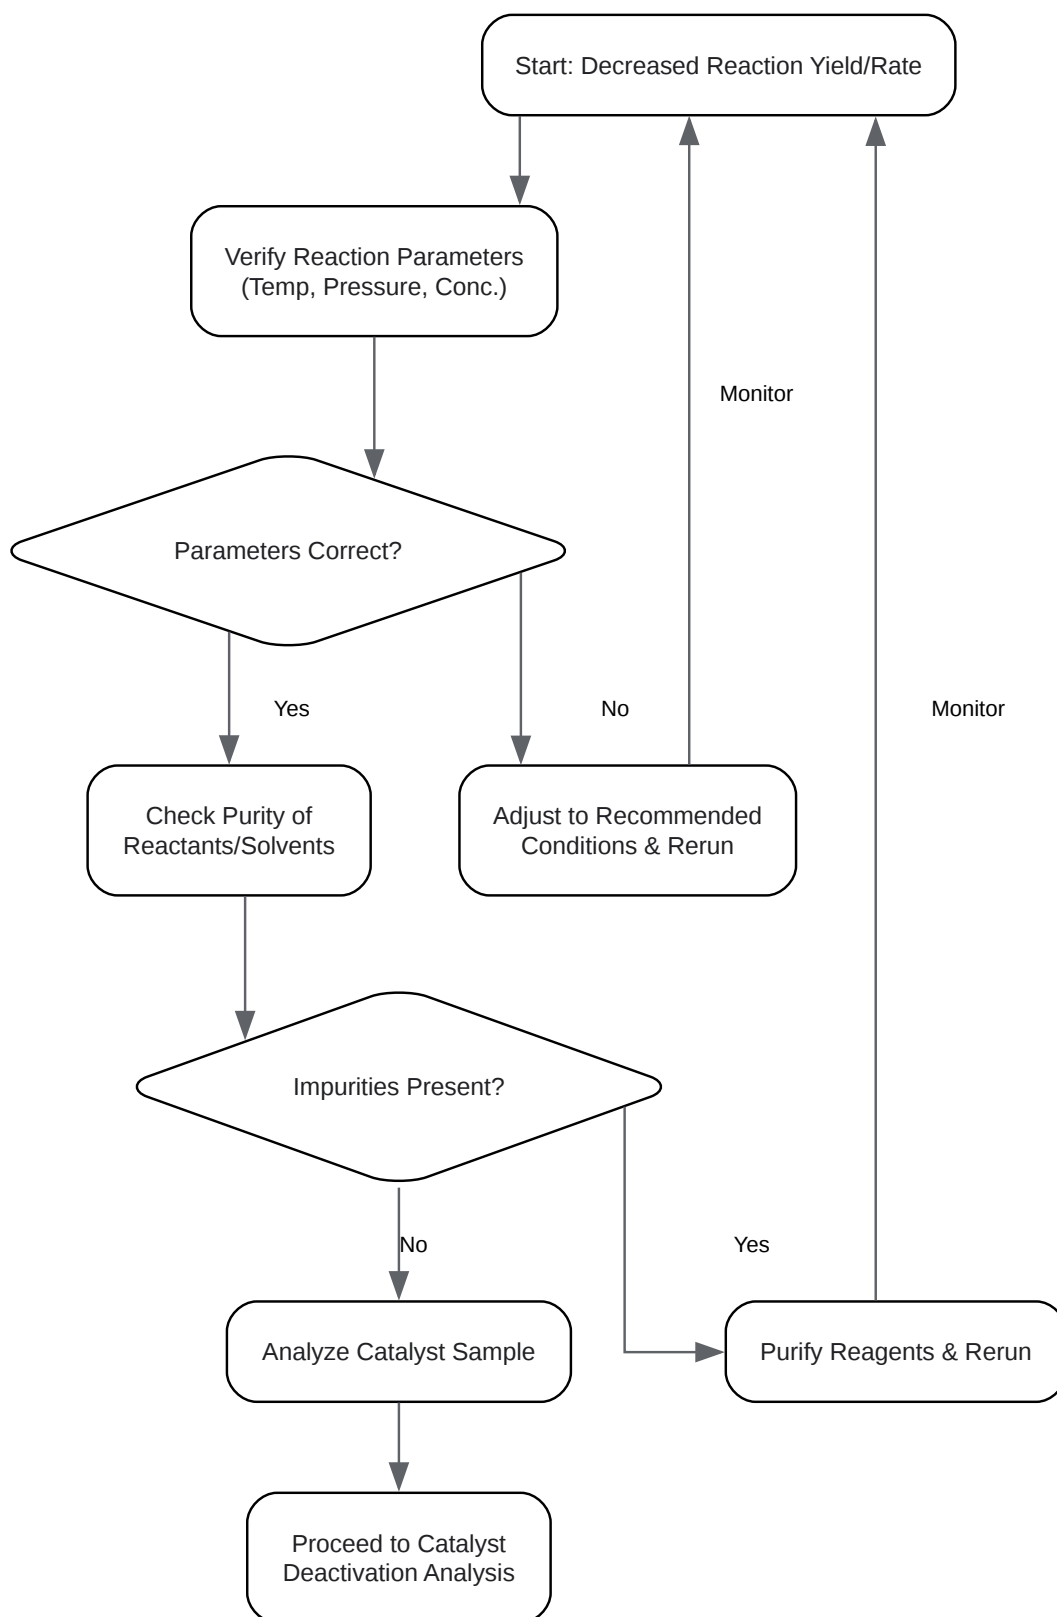 Start: Decreased Reaction Yield/Rate
Verify Reaction Parameters
(Temp, Pressure, Conc.)
Monitor
Parameters Correct?
Yes
No
Monitor
Check Purity of
Reactants/Solvents
Adjust to Recommended
Conditions & Rerun
Impurities Present?
No
Yes
Analyze Catalyst Sample
Purify Reagents & Rerun
Proceed to Catalyst
Deactivation Analysis